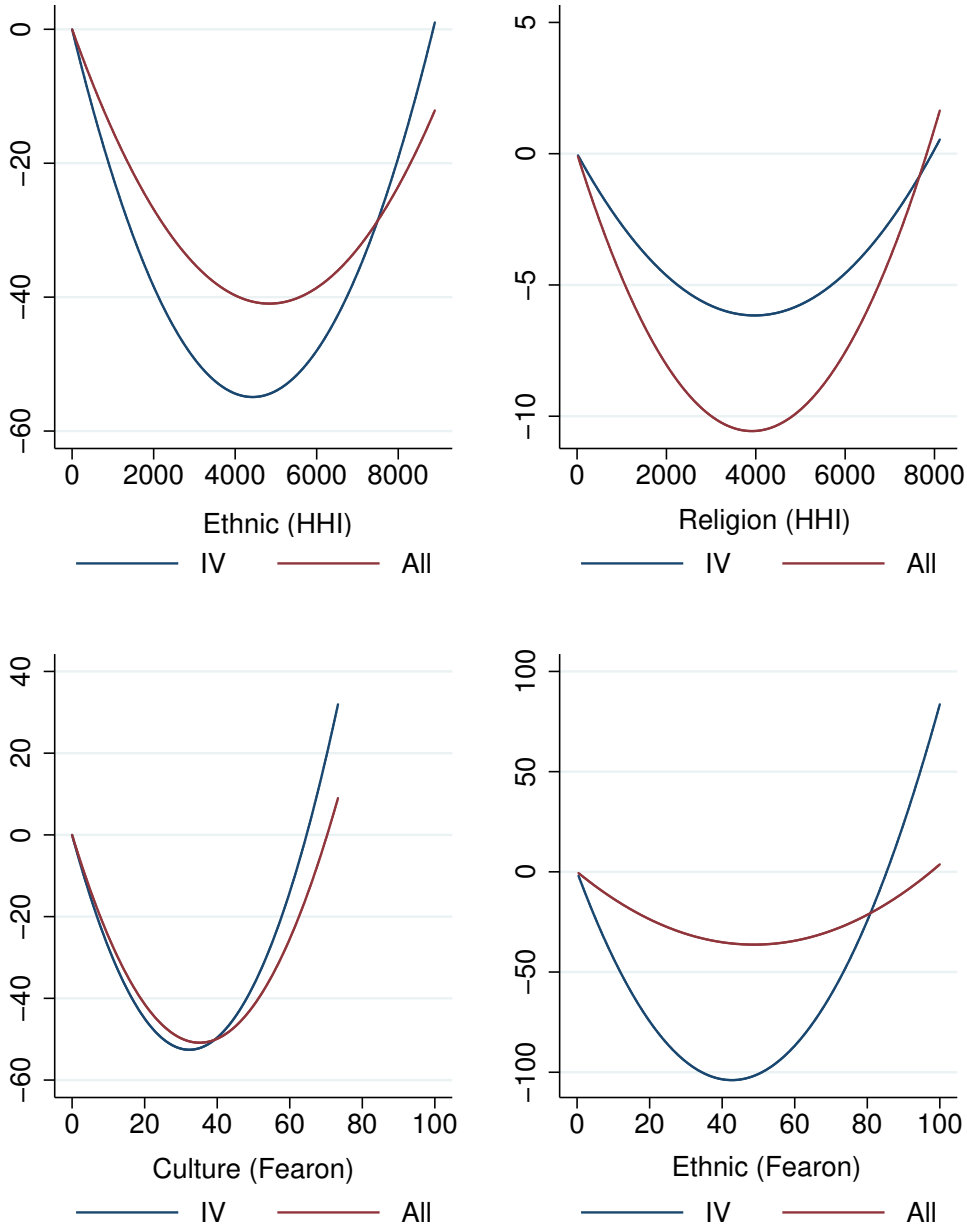 0
−20
−40
−60
0 2000 4000 6000 8000
Ethnic (HHI)
IV All
5
0
−5
−10
0 2000 4000 6000 8000
Religion (HHI)
IV All
40
20
0
−20
−40
−60
0 20 40 60 80 100
Culture (Fearon)
IV All
100
50
0
−50
−100
0 20 40 60 80 100
Ethnic (Fearon)
IV All